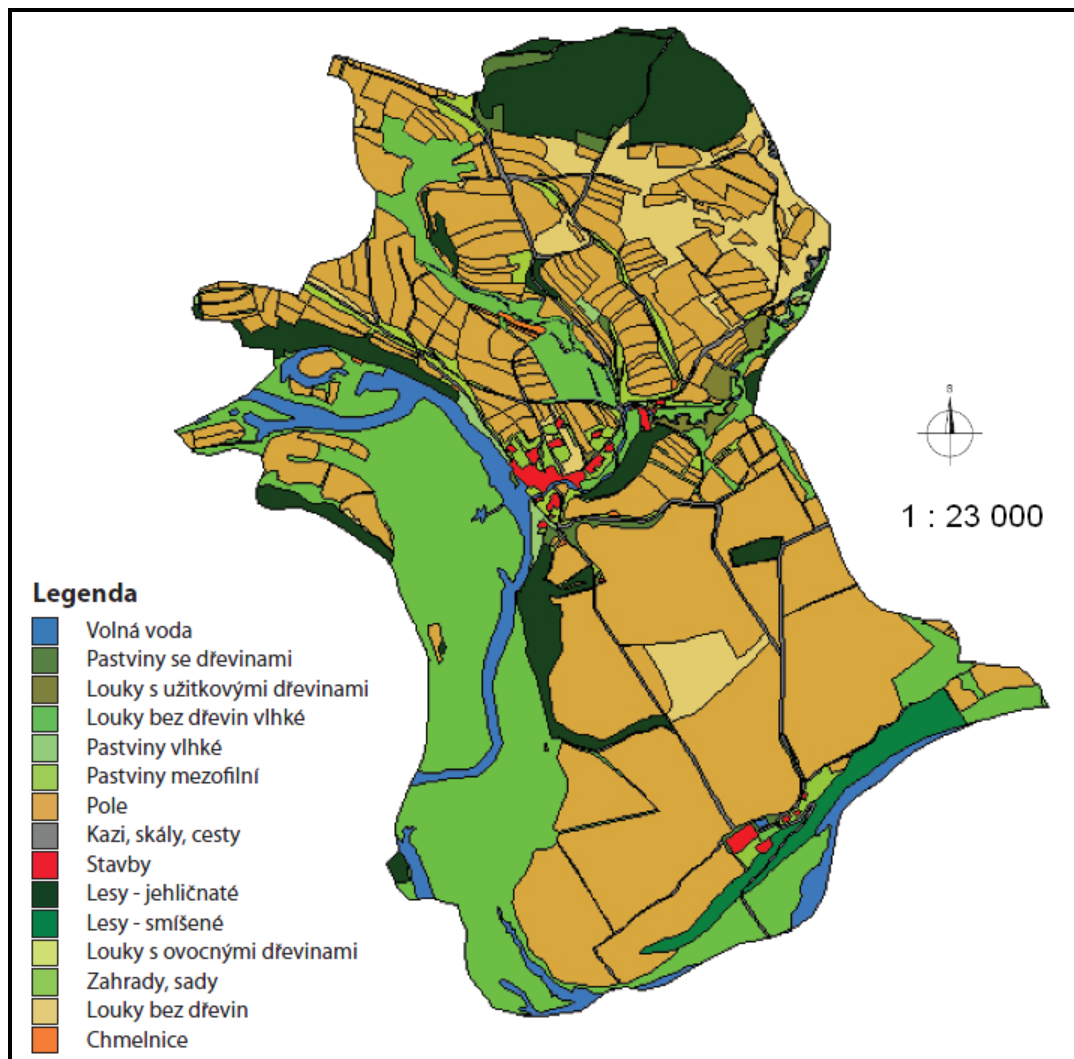 S
1 : 23 000
Legenda
Volná voda
Pastviny se dřevinami
Louky s užitkovými dřevinami
Louky bez dřevin vlhké
Pastviny vlhké
Pastviny mezofilní
Pole
Kazi, skály, cesty
Stavby
Lesy - jehličnaté
Lesy - smíšené
Louky s ovocnými dřevinami
Zahrady, sady
Louky bez dřevin
Chmelnice